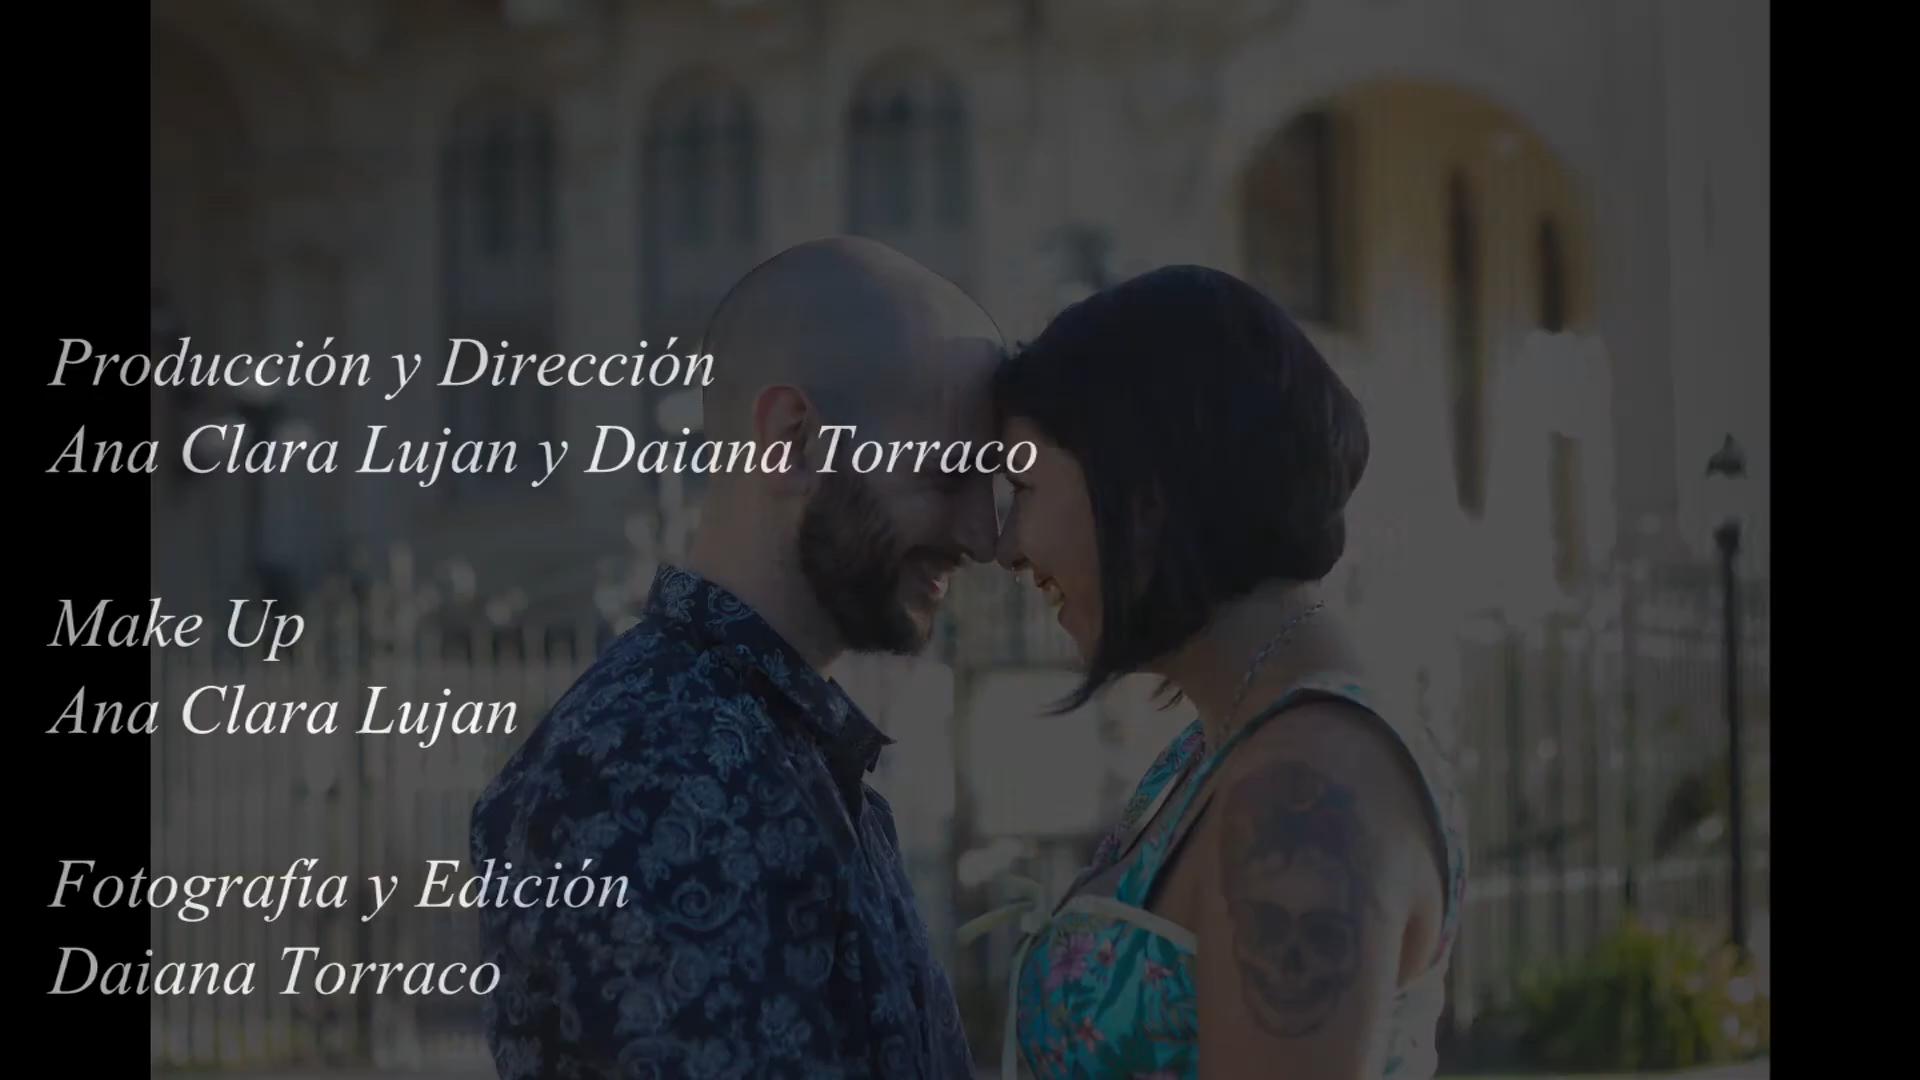 Producción y Dirección
Ana Clara Lujan y Daiana Torraco
Make Up
Ana Clara Lujan
Fotografía y Edición
Daiana Torraco